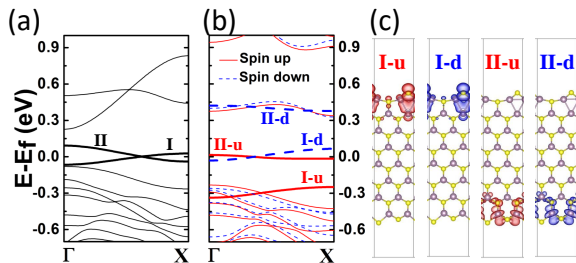 (a)
(b)
(c)
E-Ef (eV)
0.9
0.6
0.3
0.0
-0.3
-0.6
II
I
Γ
X
Spin up
Spin down
II-d
I-d
II-u
I-u
Γ
X
0.9
0.6
0.3
0.0
-0.3
-0.6
I-u
I-d
II-u
II-d